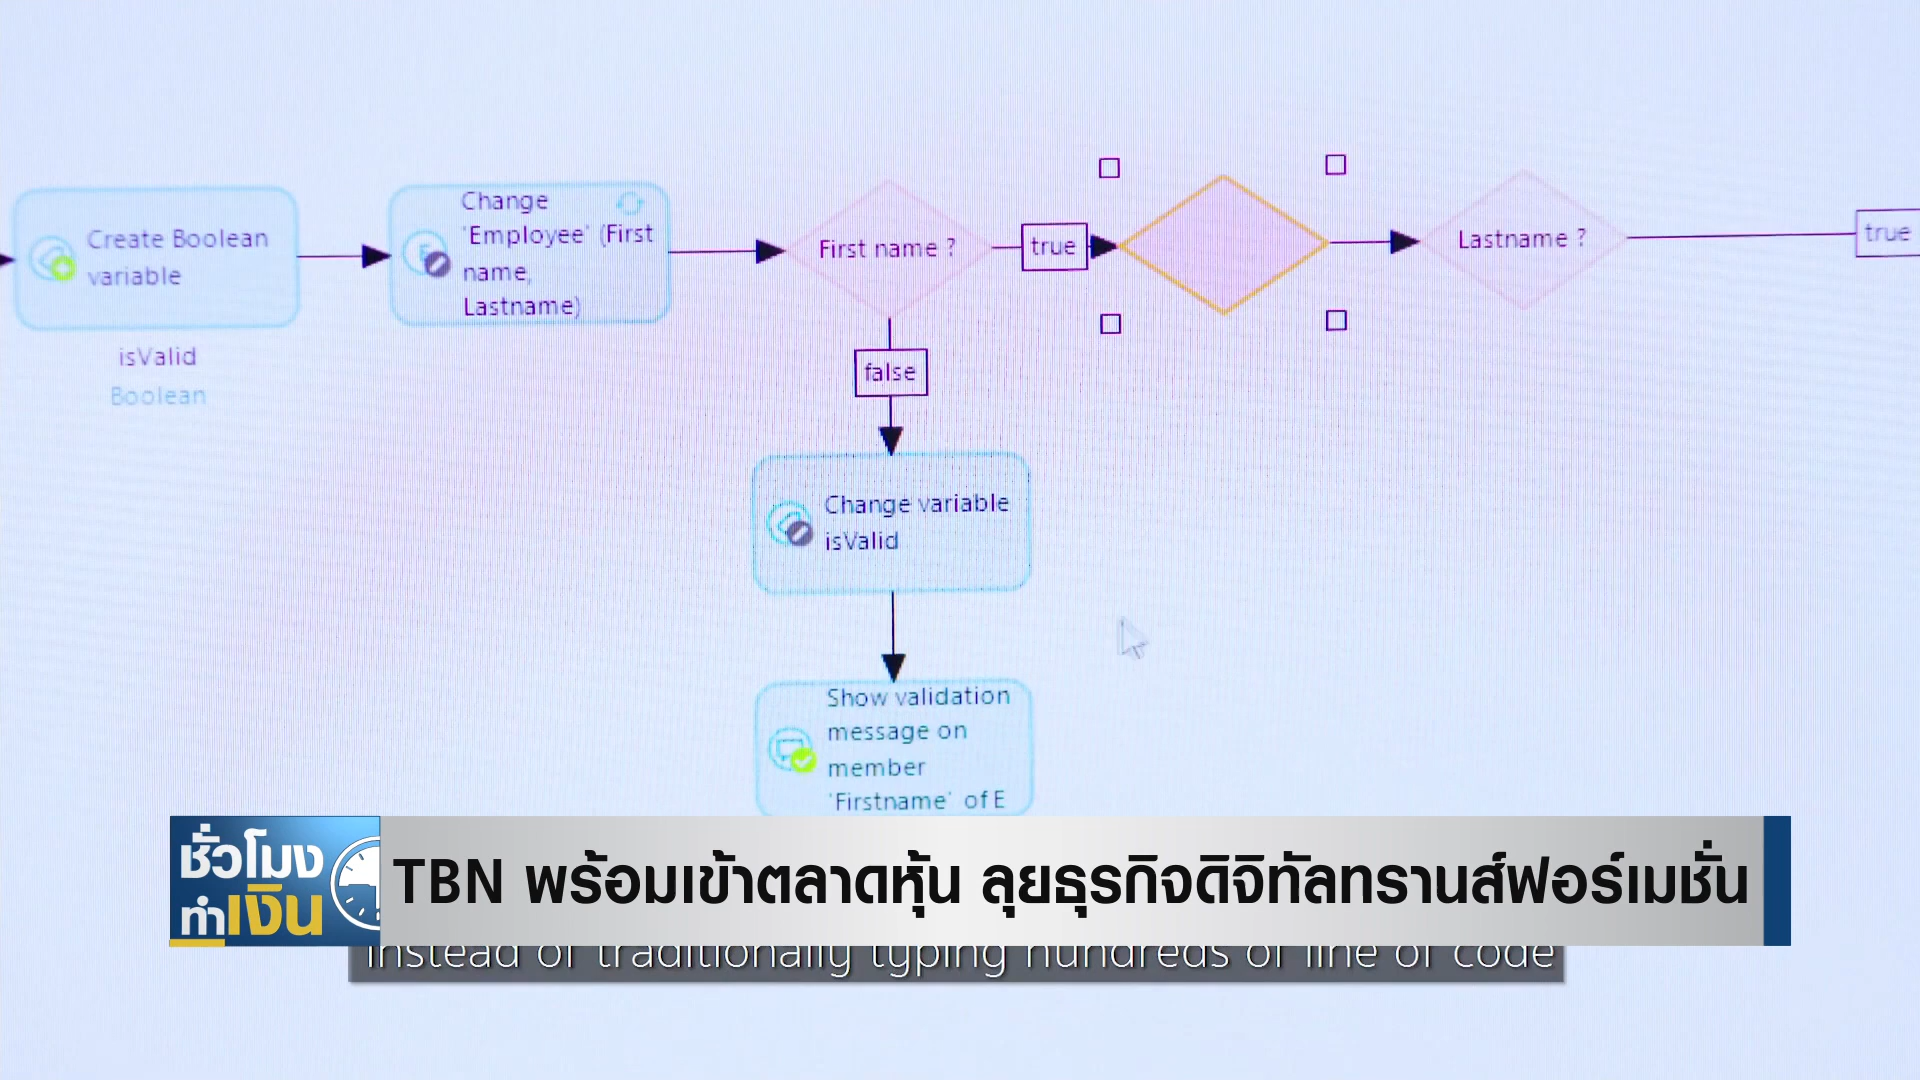 Create Boolean
variable
isValid
Boolean
Change
'Employee' (First
name,
Lastname)
First name ?
true
Lastname ?
true
false
Change variable
isValid
Show validation
message on
member
'Firstname' of E
ชั่วโมง
ทำเงิน
TBN พร้อมเข้าตลาดหุ้น ลุยธุรกิจดิจิทัลทรานส์ฟอร์เมชั่น
instead of traditionally typing hundreds of line of code